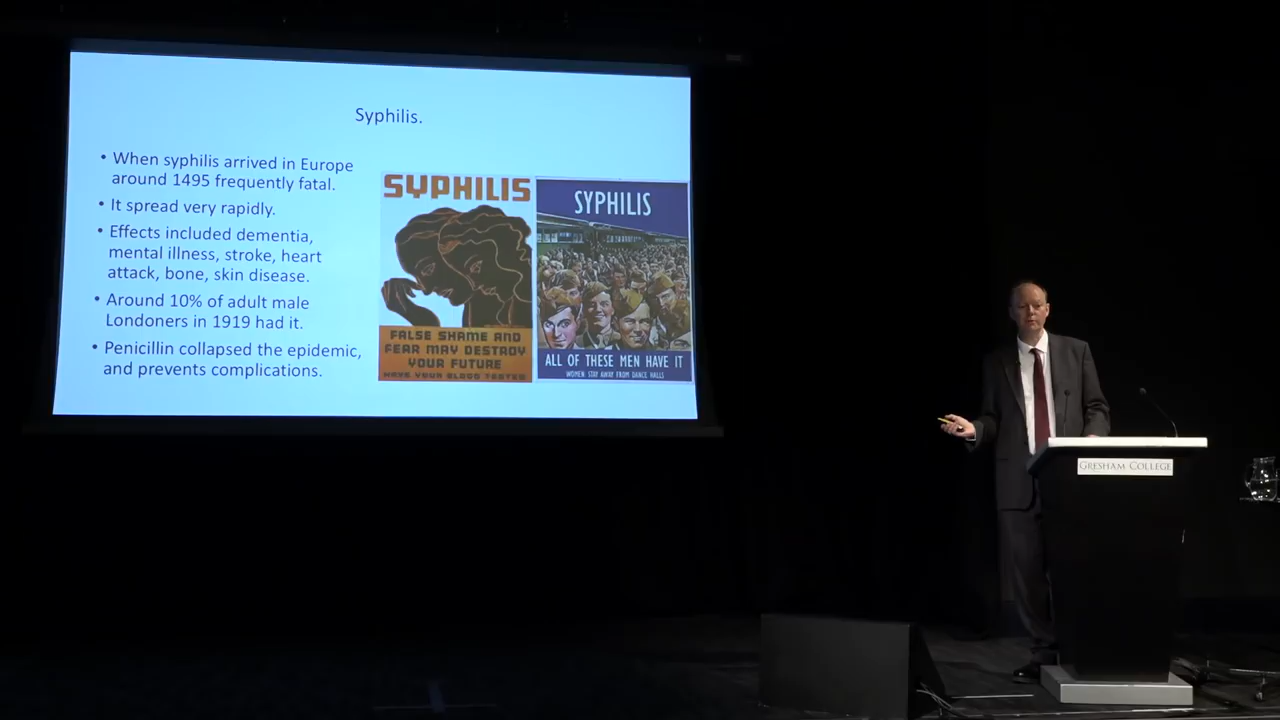 Syphilis.
• When syphilis arrived in Europe
around 1495 frequently fatal.
• It spread very rapidly.
• Effects included dementia,
mental illness, stroke, heart
attack, bone, skin disease.
• Around 10% of adult male
Londoners in 1919 had it.
• Penicillin collapsed the epidemic,
and prevents complications.
SYPHILIS
FALSE SHAME AND
FEAR MAY DESTROY
YOUR FUTURE
HAVE YOUR BLOOD TESTED
SYPHILIS
ALL OF THESE MEN HAVE IT
WOMEN: STAY AWAY FROM DANCE HALLS
GRESHAM COLLEGE